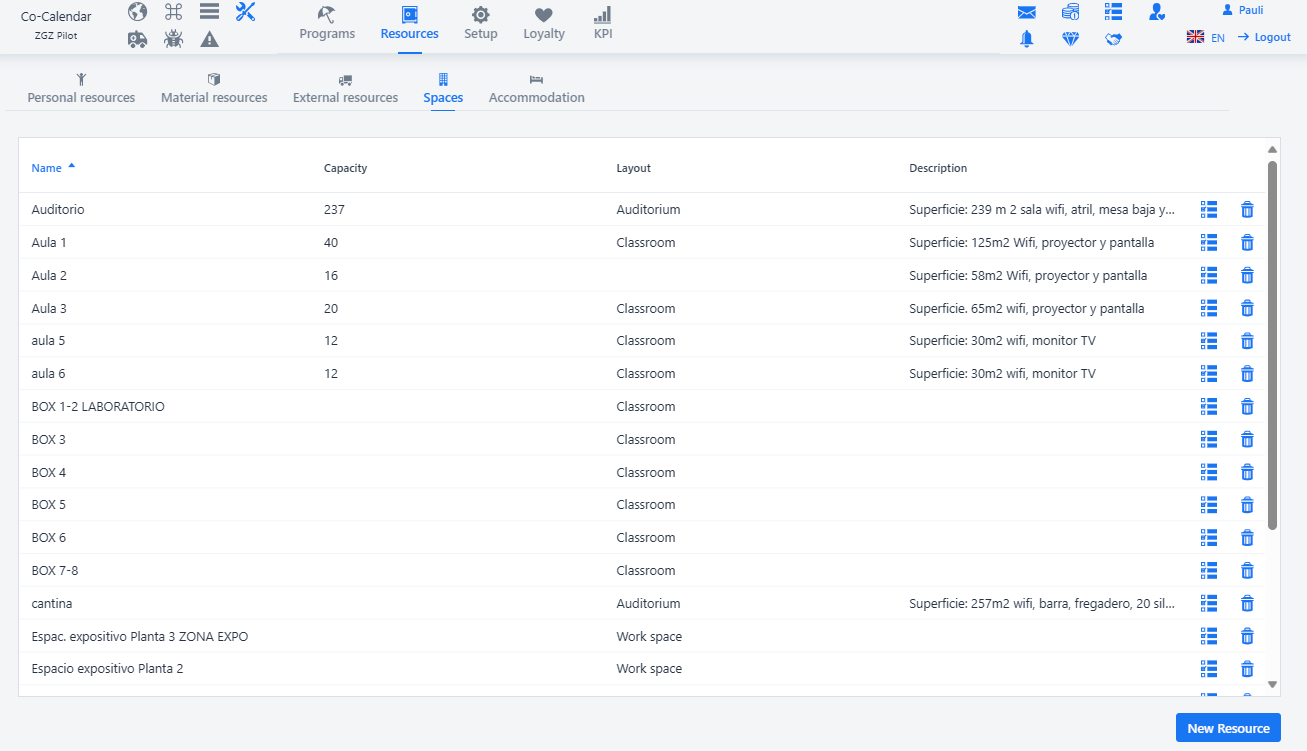 Co-Calendar
ZGZ Pilot
Programs Resources Setup Loyalty KPI
Pauli
EN Logout
Personal resources Material resources External resources Spaces Accommodation
Name Capacity Layout Description
Auditorio 237 Auditorium Superficie: 239 m 2 sala wifi, atril, mesa baja y...
Aula 1 40 Classroom Superficie: 125m2 Wifi, proyector y pantalla
Aula 2 16 Superficie: 58m2 Wifi, proyector y pantalla
Aula 3 20 Classroom Superficie. 65m2 wifi, proyector y pantalla
aula 5 12 Classroom Superficie: 30m2 wifi, monitor TV
aula 6 12 Classroom Superficie: 30m2 wifi, monitor TV
BOX 1-2 LABORATORIO Classroom
BOX 3 Classroom
BOX 4 Classroom
BOX 5 Classroom
BOX 6 Classroom
BOX 7-8 Classroom
cantina Auditorium Superficie: 257m2 wifi, barra, fregadero, 20 sil...
Espac. expositivo Planta 3 ZONA EXPO Work space
Espacio expositivo Planta 2 Work space
New Resource